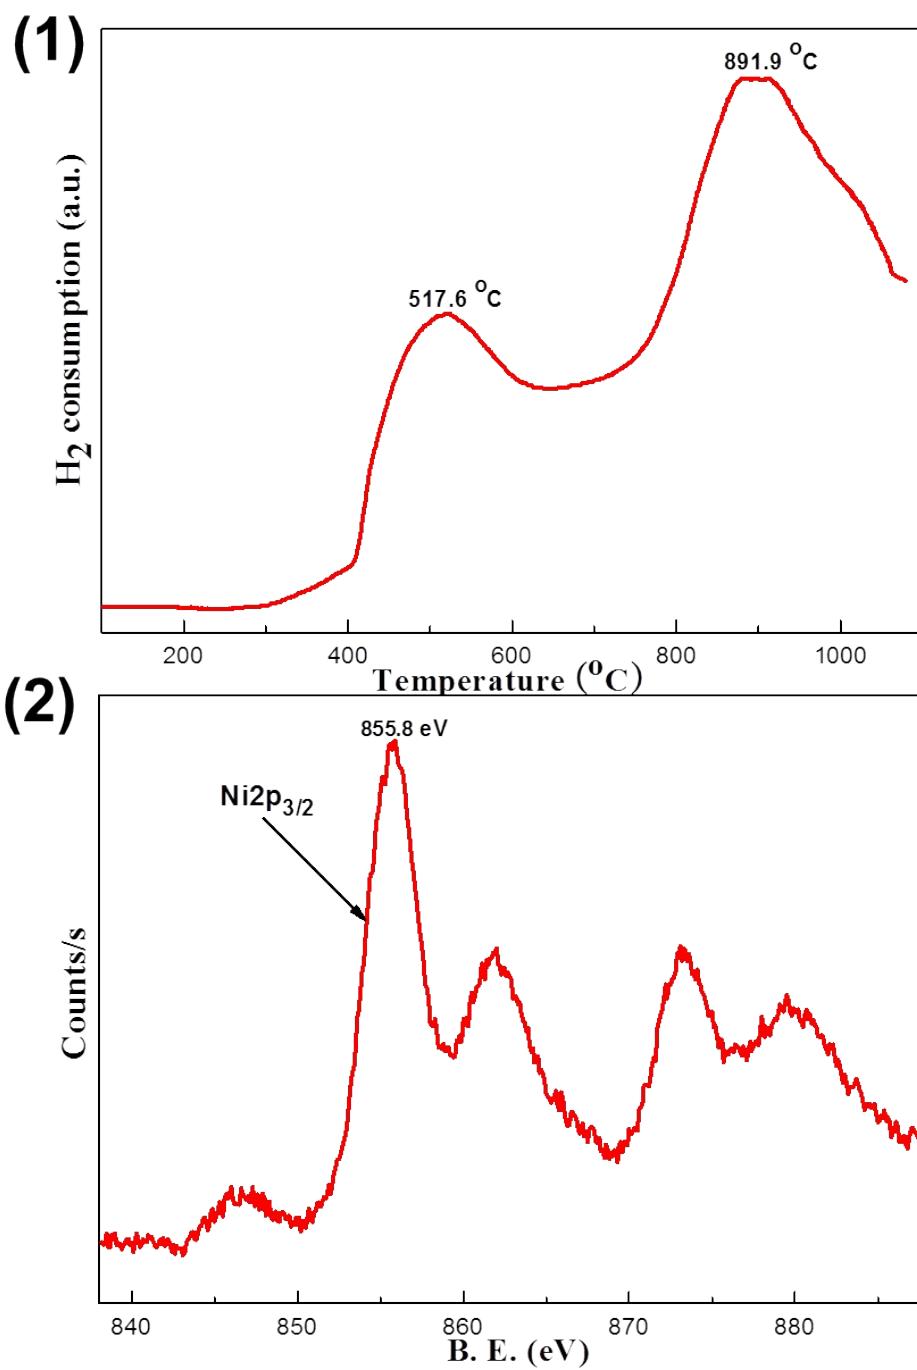 (1)
891.9 °C
517.6 °C
H₂ consumption (a.u.)
200 400 600 800 1000
Temperature (°C)
(2)
855.8 eV
Ni2p₃/₂
Counts/s
840 850 860 870 880
B. E. (eV)